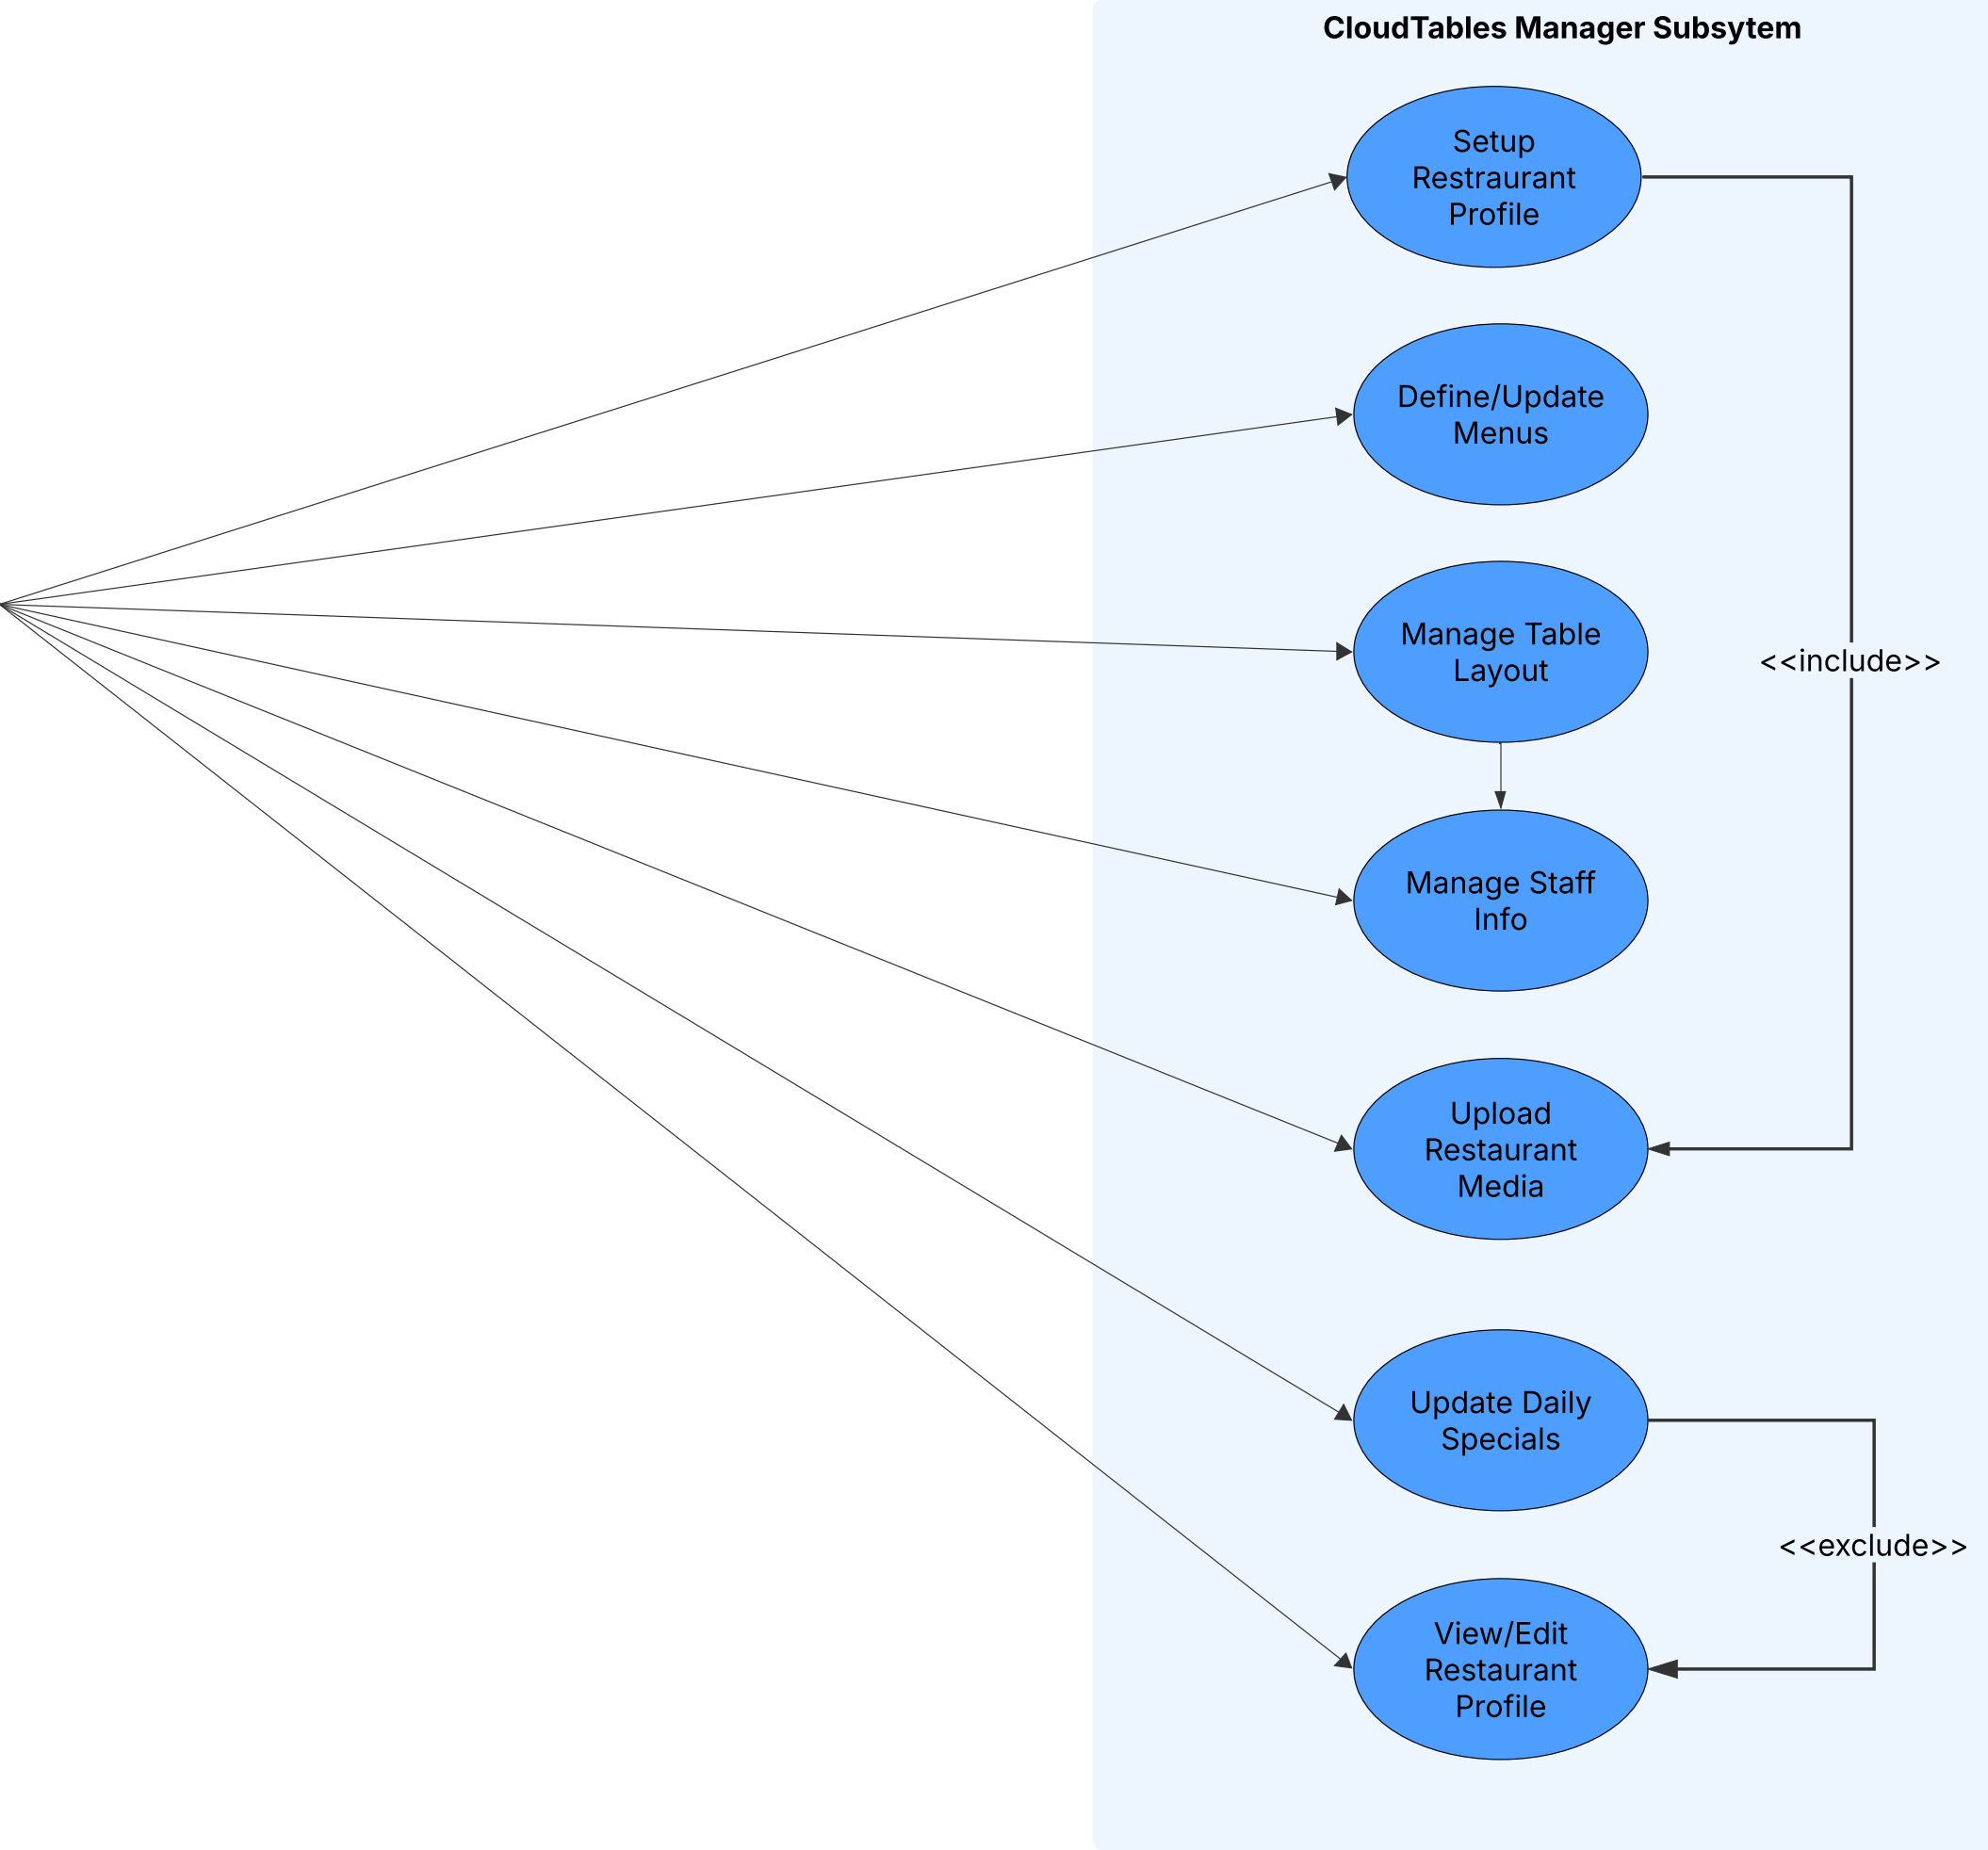 CloudTables Manager Subsytem
Setup
Restraurant
Profile
Define/Update
Menus
Manage Table
Layout
<<include>>
Manage Staff
Info
Upload
Restaurant
Media
Update Daily
Specials
<<exclude>>
View/Edit
Restaurant
Profile